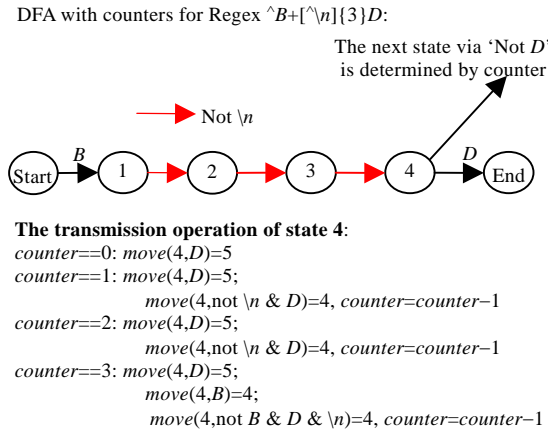 DFA with counters for Regex ^B+[^\n]{3}D:
The next state via ‘Not D’
is determined by counter
Not \n
B
D
Start
1
2
3
4
End
The transmission operation of state 4:
counter==0: move(4,D)=5
counter==1: move(4,D)=5;
move(4,not \n & D)=4, counter=counter−1
counter==2: move(4,D)=5;
move(4,not \n & D)=4, counter=counter−1
counter==3: move(4,D)=5;
move(4,B)=4;
move(4,not B & D & \n)=4, counter=counter−1